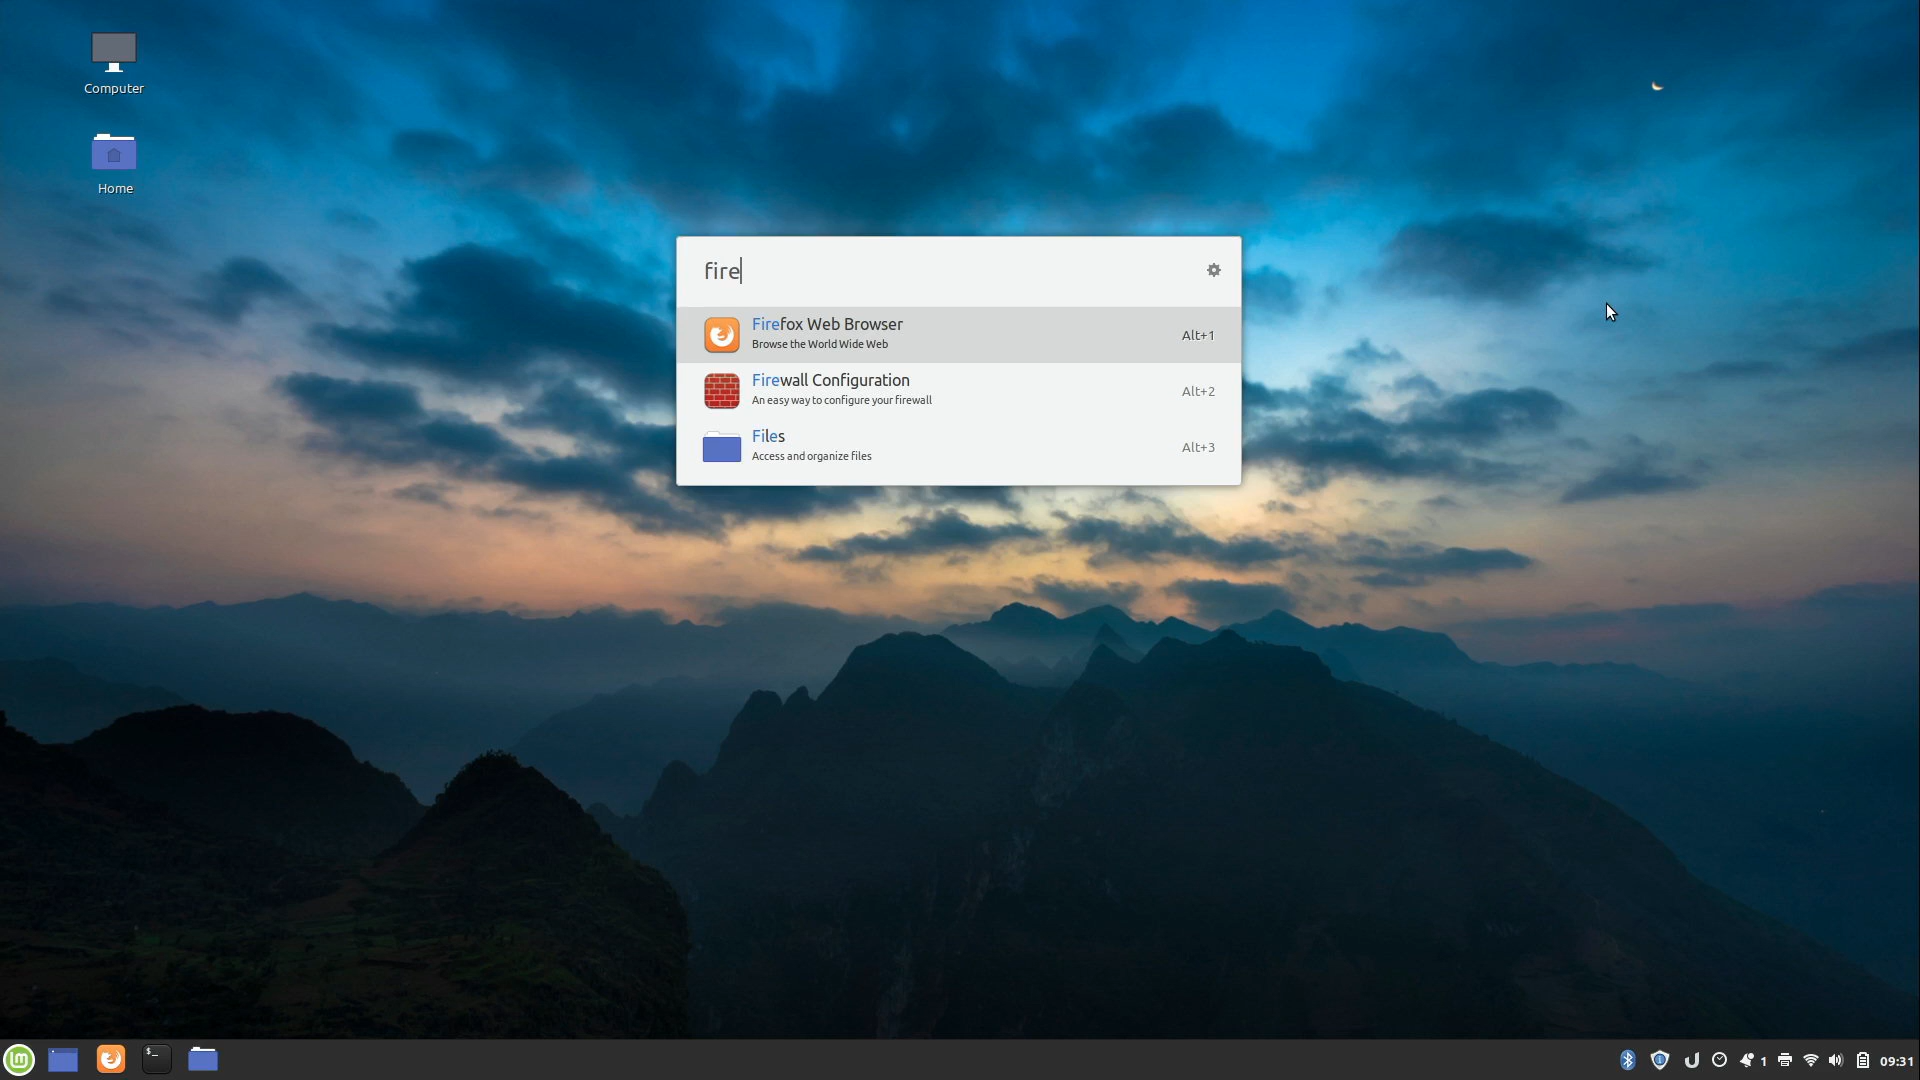 Computer
Home
fire
Firefox Web Browser
Browse the World Wide Web
Alt+1
Firewall Configuration
An easy way to configure your firewall
Alt+2
Files
Access and organize files
Alt+3
$_
1
09:31